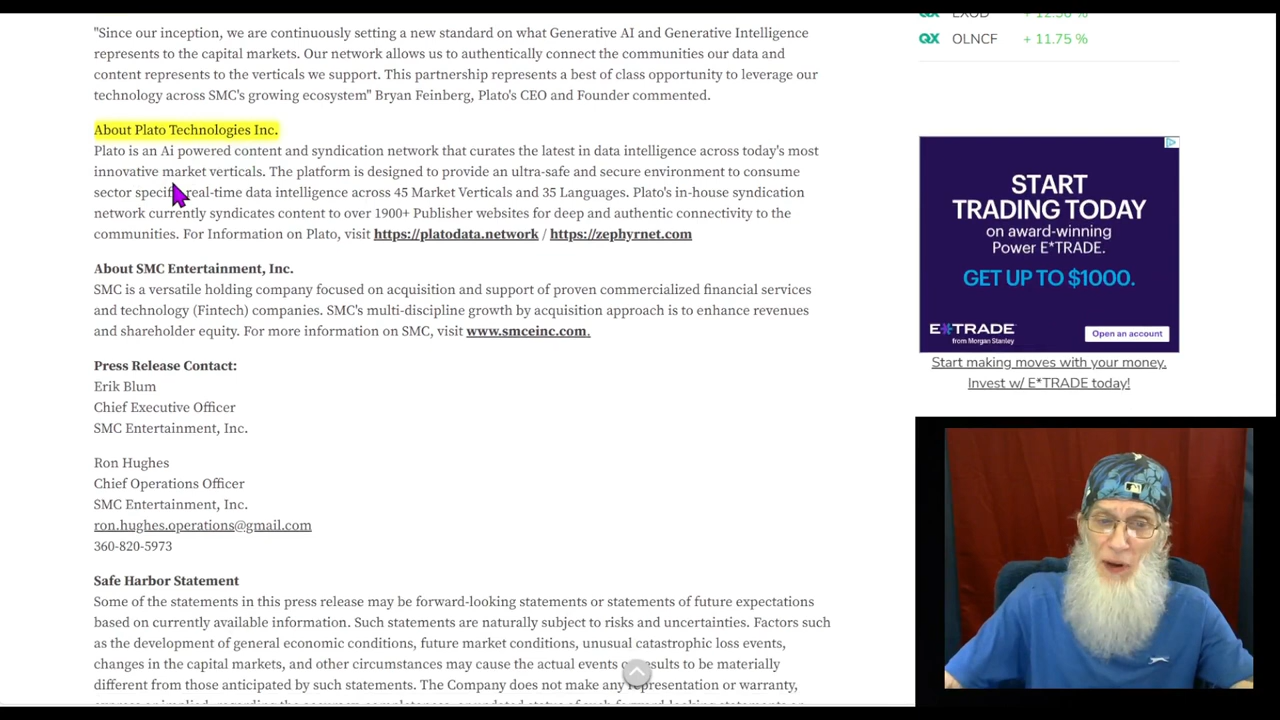 "Since our inception, we are continuously setting a new standard on what Generative AI and Generative Intelligence
represents to the capital markets. Our network allows us to authentically connect the communities our data and
content represents to the verticals we support. This partnership represents a best of class opportunity to leverage our
technology across SMC's growing ecosystem" Bryan Feinberg, Plato's CEO and Founder commented.
About Plato Technologies Inc.
Plato is an Ai powered content and syndication network that curates the latest in data intelligence across today's most
innovative market verticals. The platform is designed to provide an ultra-safe and secure environment to consume
sector specific real-time data intelligence across 45 Market Verticals and 35 Languages. Plato's in-house syndication
network currently syndicates content to over 1900+ Publisher websites for deep and authentic connectivity to the
communities. For Information on Plato, visit https://platodata.network / https://zephyrnet.com
About SMC Entertainment, Inc.
SMC is a versatile holding company focused on acquisition and support of proven commercialized financial services
and technology (Fintech) companies. SMC's multi-discipline growth by acquisition approach is to enhance revenues
and shareholder equity. For more information on SMC, visit www.smceinc.com.
Press Release Contact:
Erik Blum
Chief Executive Officer
SMC Entertainment, Inc.
Ron Hughes
Chief Operations Officer
SMC Entertainment, Inc.
ron.hughes.operations@gmail.com
360-820-5973
Safe Harbor Statement
Some of the statements in this press release may be forward-looking statements or statements of future expectations
based on currently available information. Such statements are naturally subject to risks and uncertainties. Factors such
as the development of general economic conditions, future market conditions, unusual catastrophic loss events,
changes in the capital markets, and other circumstances may cause the actual events or results to be materially
different from those anticipated by such statements. The Company does not make any representation or warranty,
QX OLNCF + 11.75 %
START
TRADING TODAY
on award-winning
Power E*TRADE.
GET UP TO $1000.
E*TRADE
from Morgan Stanley
Open an account
Start making moves with your money.
Invest w/ E*TRADE today!